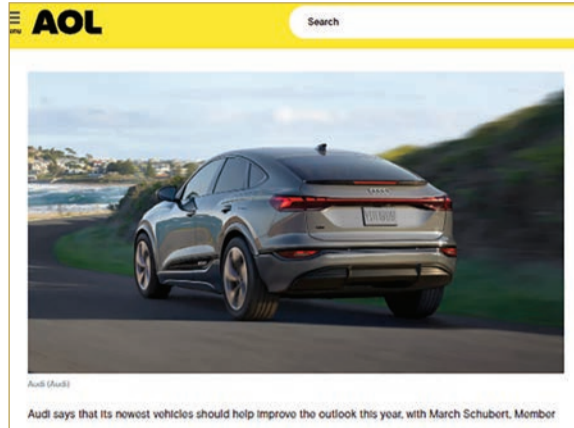 AOL
Search
Audi (Audi)
Audi says that its newest vehicles should help improve the outlook this year, with March Schubert, Member